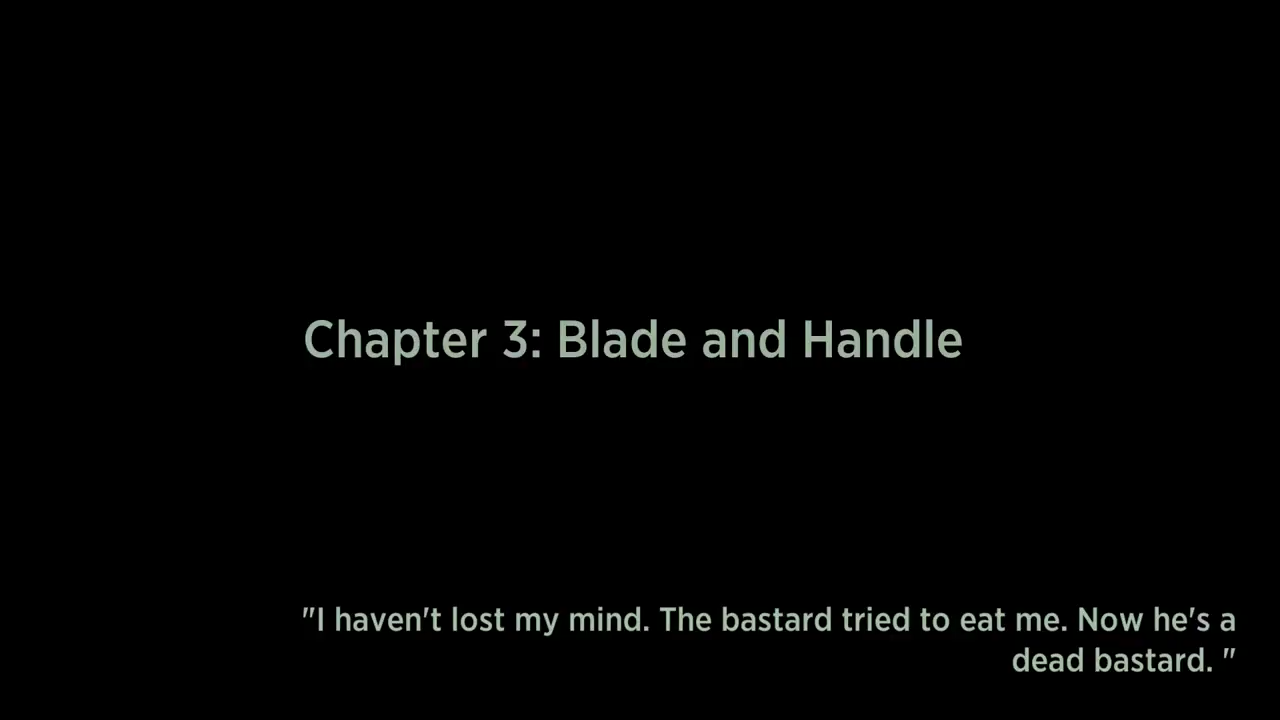 Chapter 3: Blade and Handle
"I haven't lost my mind. The bastard tried to eat me. Now he's a
dead bastard. "